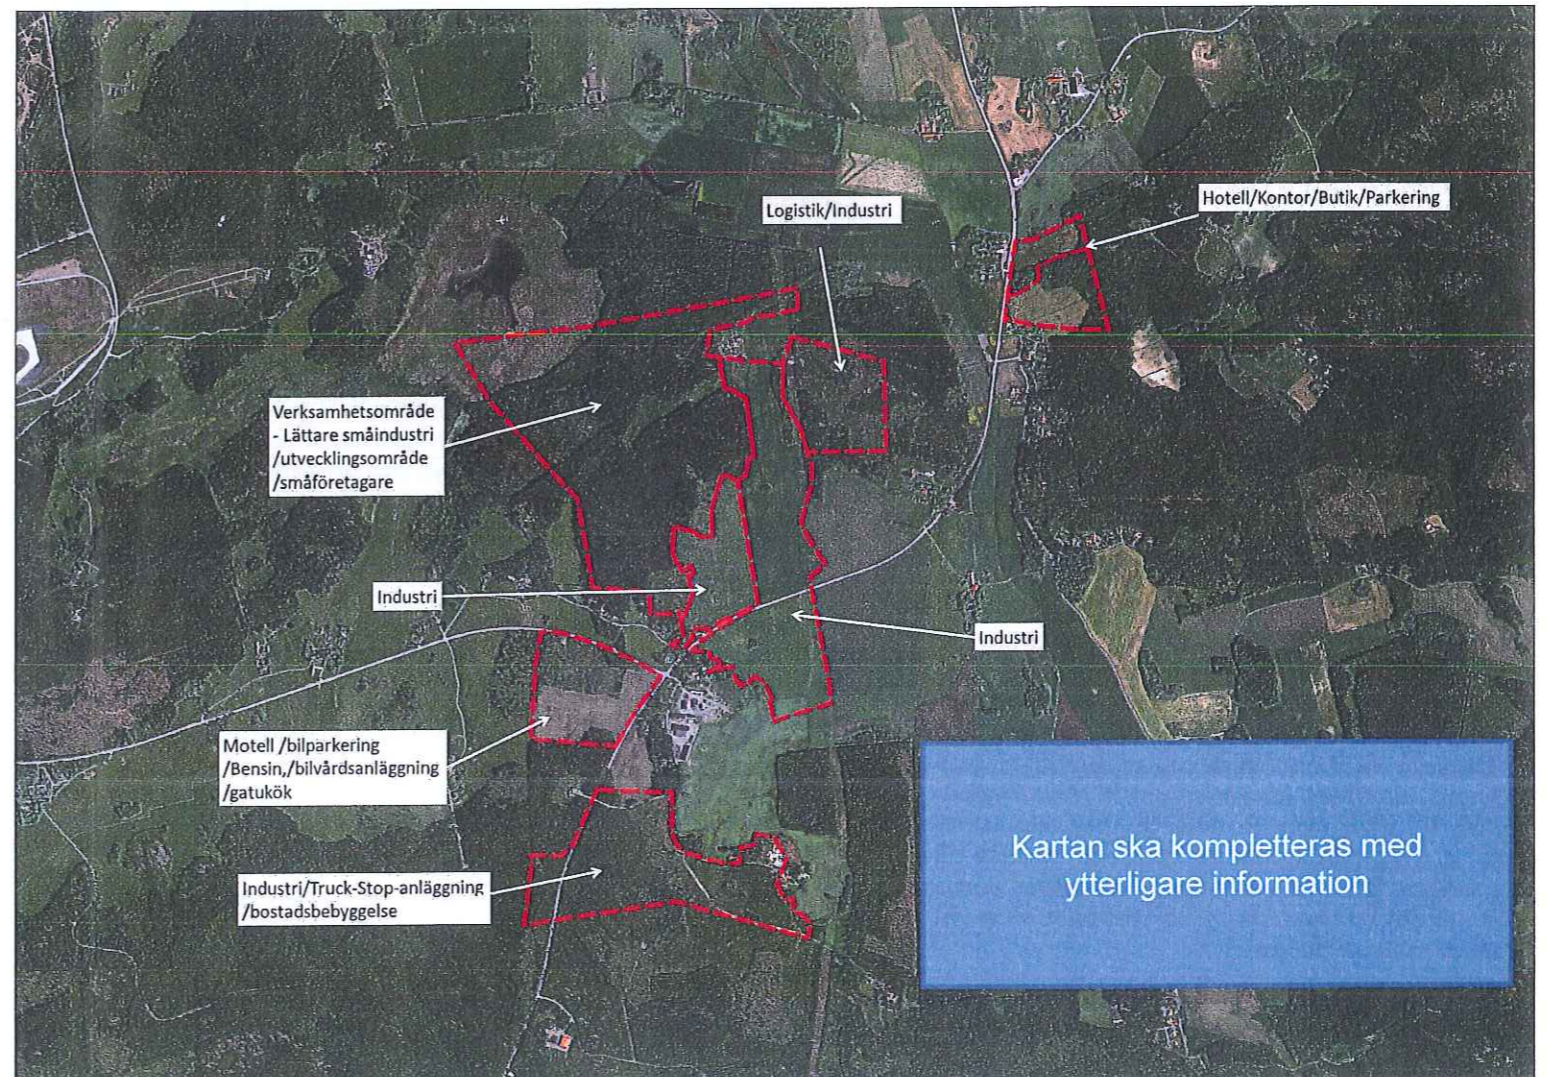 Hotell/Kontor/Butik/Parkering
Logistik/Industri
Verksamhetsområde
- Lättare småindustri
/utvecklingsområde
/småföretagare
Industri
Industri
Motell /bilparkering
/Bensin,/bilvårdsanläggning
/gatukök
Industri/Truck-Stop-anläggning
/bostadsbebyggelse
Kartan ska kompletteras med
ytterligare information